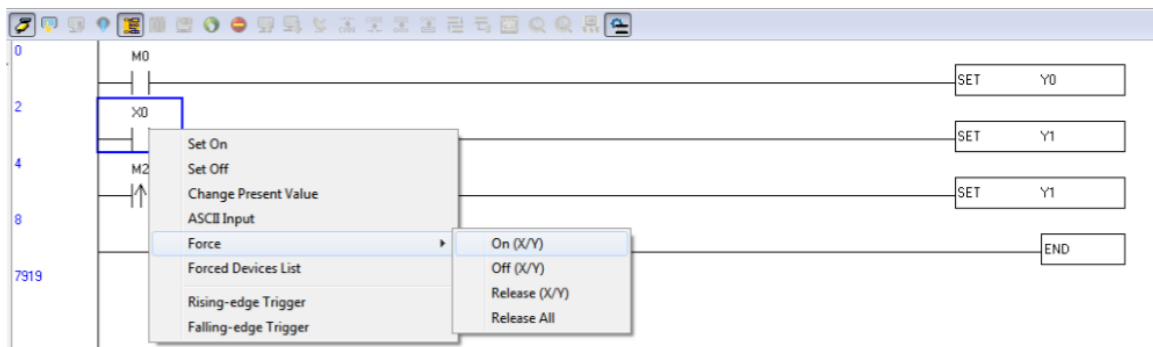 0
M0
SET Y0
2
X0
SET Y1
Set On
4
M2
Set Off
Change Present Value
SET Y1
8
ASCII Input
Force
On (X/Y)
END
Forced Devices List
Off (X/Y)
7919
Release (X/Y)
Rising-edge Trigger
Release All
Falling-edge Trigger